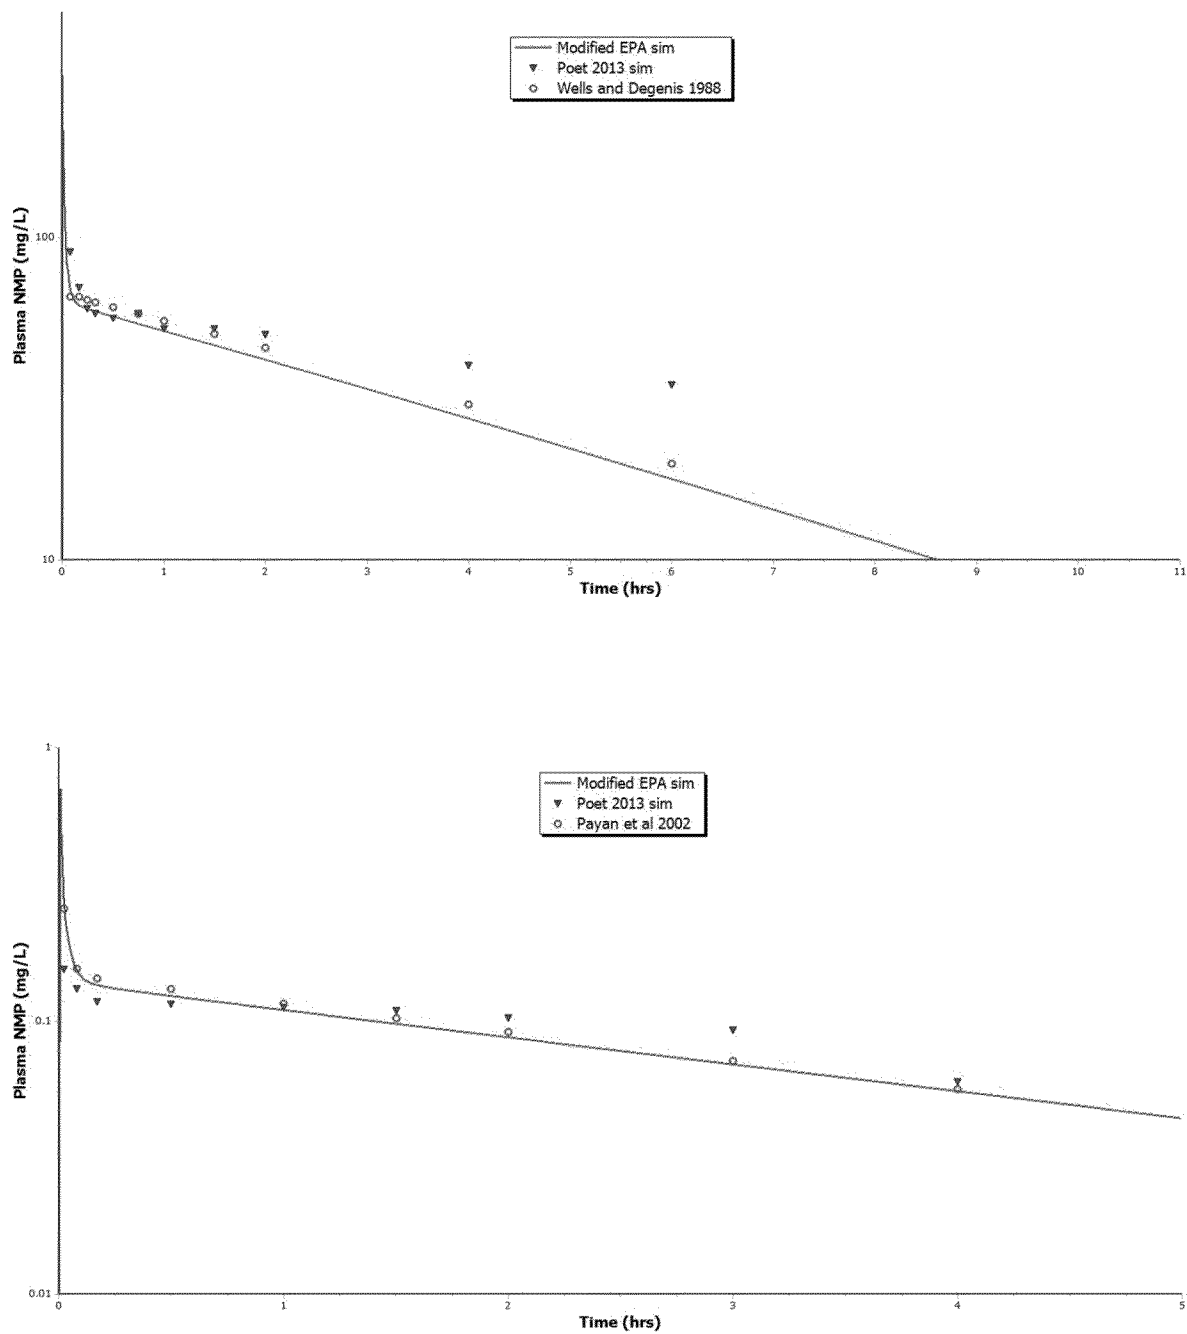 Modified EPA sim
Poet 2013 sim
Wells and Degenis 1988
Plasma NMP (mg/L)
100
10
0 1 2 3 4 5 6 7 8 9 10 11
Time (hrs)
1
Modified EPA sim
Poet 2013 sim
Payan et al 2002
Plasma NMP (mg/L)
0.1
0.01
0 1 2 3 4 5
Time (hrs)